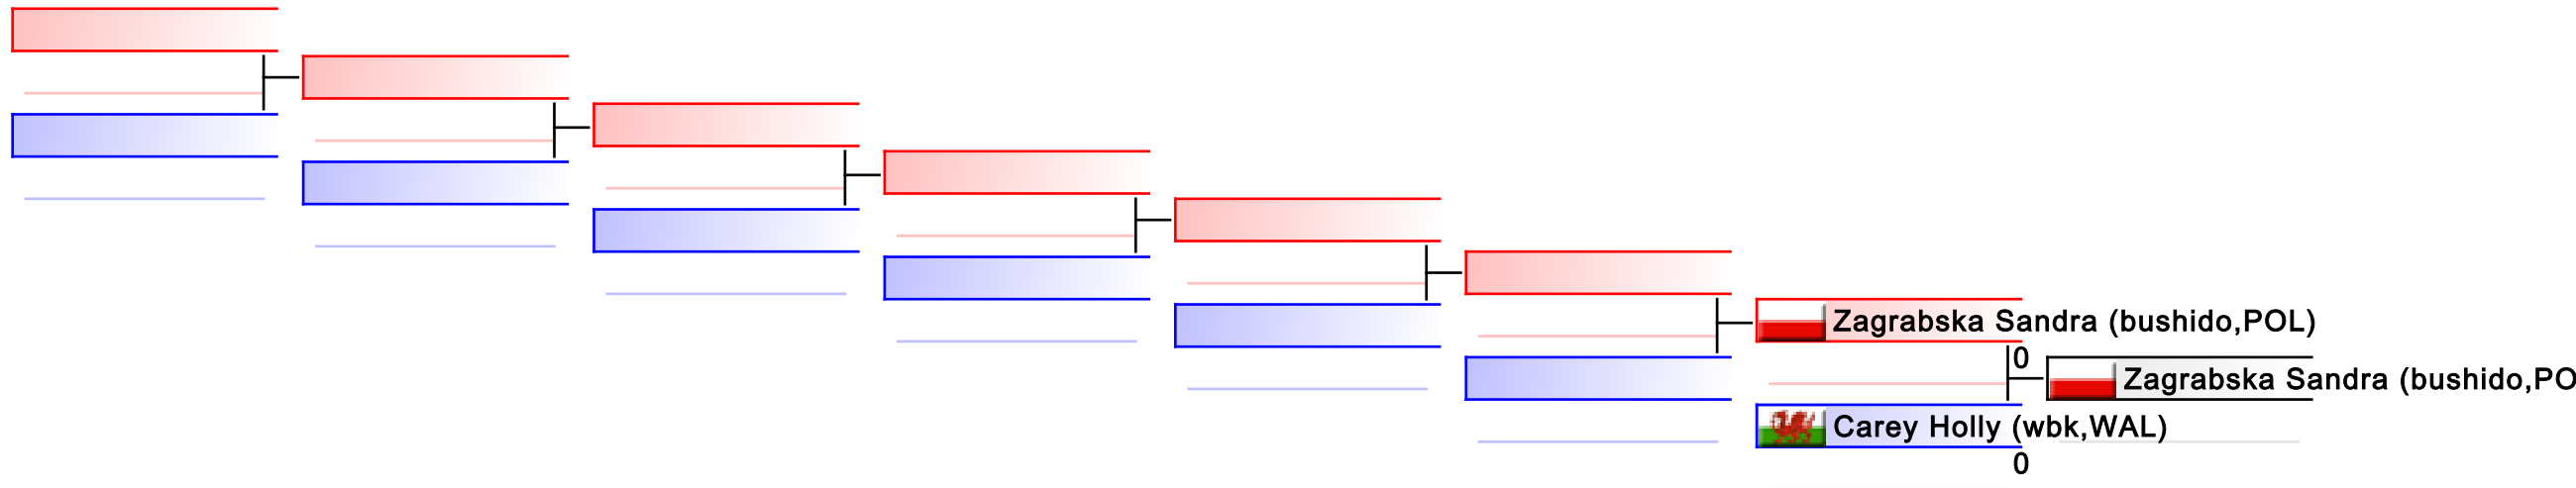 Zagrabska Sandra (bushido,POL)
0
Zagrabska Sandra (bushido,PO
Carey Holly (wbk,WAL)
0